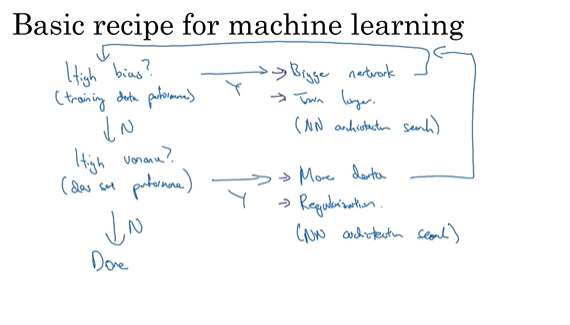 Basic recipe for machine learning
High bias?
(training data performance)
Y
Bigger network
Train longer.
(NN architecture search)
N
High variance?
(dev set performance)
Y
More data
Regularization.
(NN architecture search)
N
Done